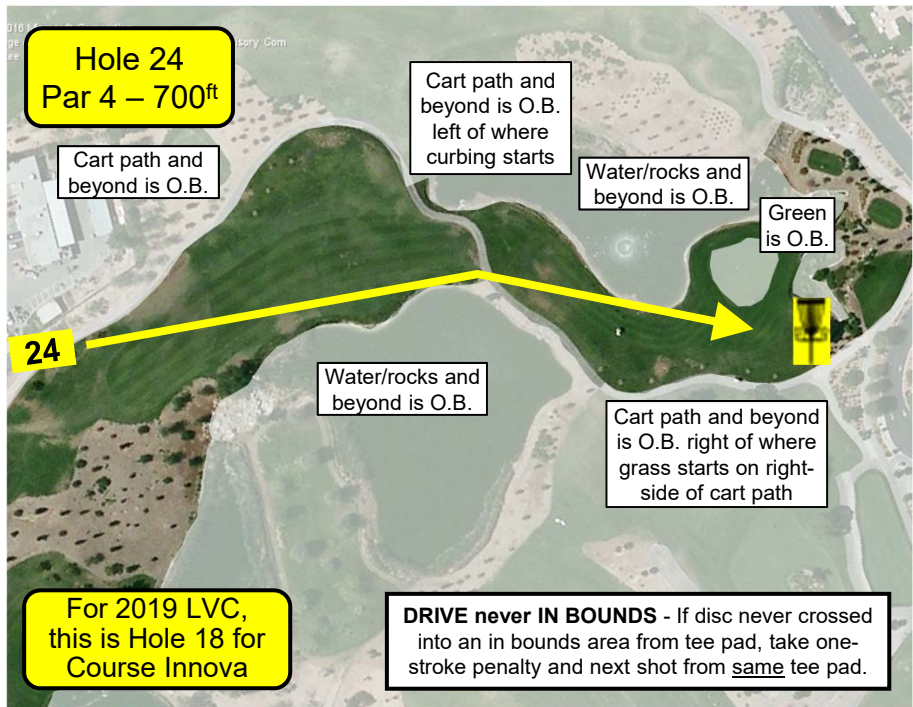 2016 M
sory Com
Hole 24
Par 4 – 700ft
Cart path and
beyond is O.B.
Cart path and
beyond is O.B.
left of where
curbing starts
Water/rocks and
beyond is O.B.
Green
is O.B.
24
Water/rocks and
beyond is O.B.
Cart path and beyond
is O.B. right of where
grass starts on right-
side of cart path
For 2019 LVC,
this is Hole 18 for
Course Innova
DRIVE never IN BOUNDS - If disc never crossed
into an in bounds area from tee pad, take one-
stroke penalty and next shot from same tee pad.